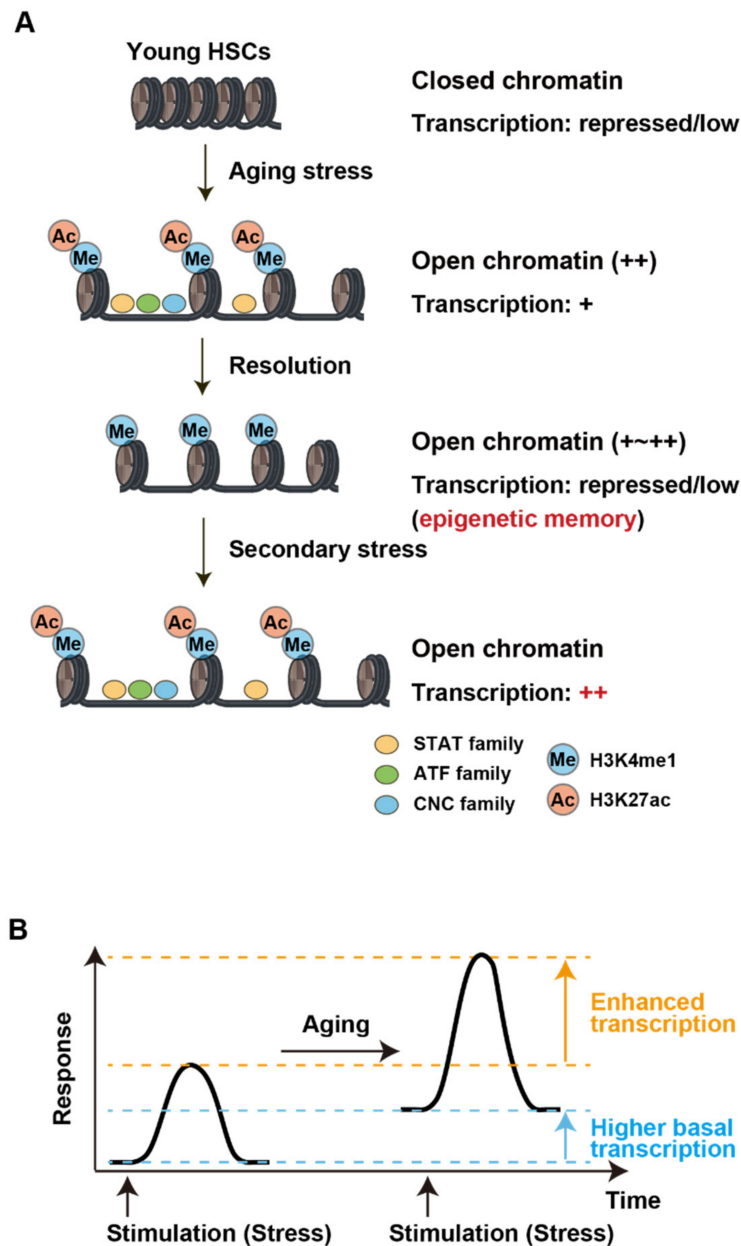 A
Young HSCs
Closed chromatin
Transcription: repressed/low
Aging stress
Ac Ac Ac
Me Me Me
Open chromatin (++)
Transcription: +
Resolution
Me Me Me
Open chromatin (+~++)
Transcription: repressed/low
(epigenetic memory)
Secondary stress
Ac Ac Ac
Me Me Me
Open chromatin
Transcription: ++
STAT family
ATF family
CNC family
Me H3K4me1
Ac H3K27ac
B
Response
Aging
Enhanced
transcription
Higher basal
transcription
Time
Stimulation (Stress)
Stimulation (Stress)